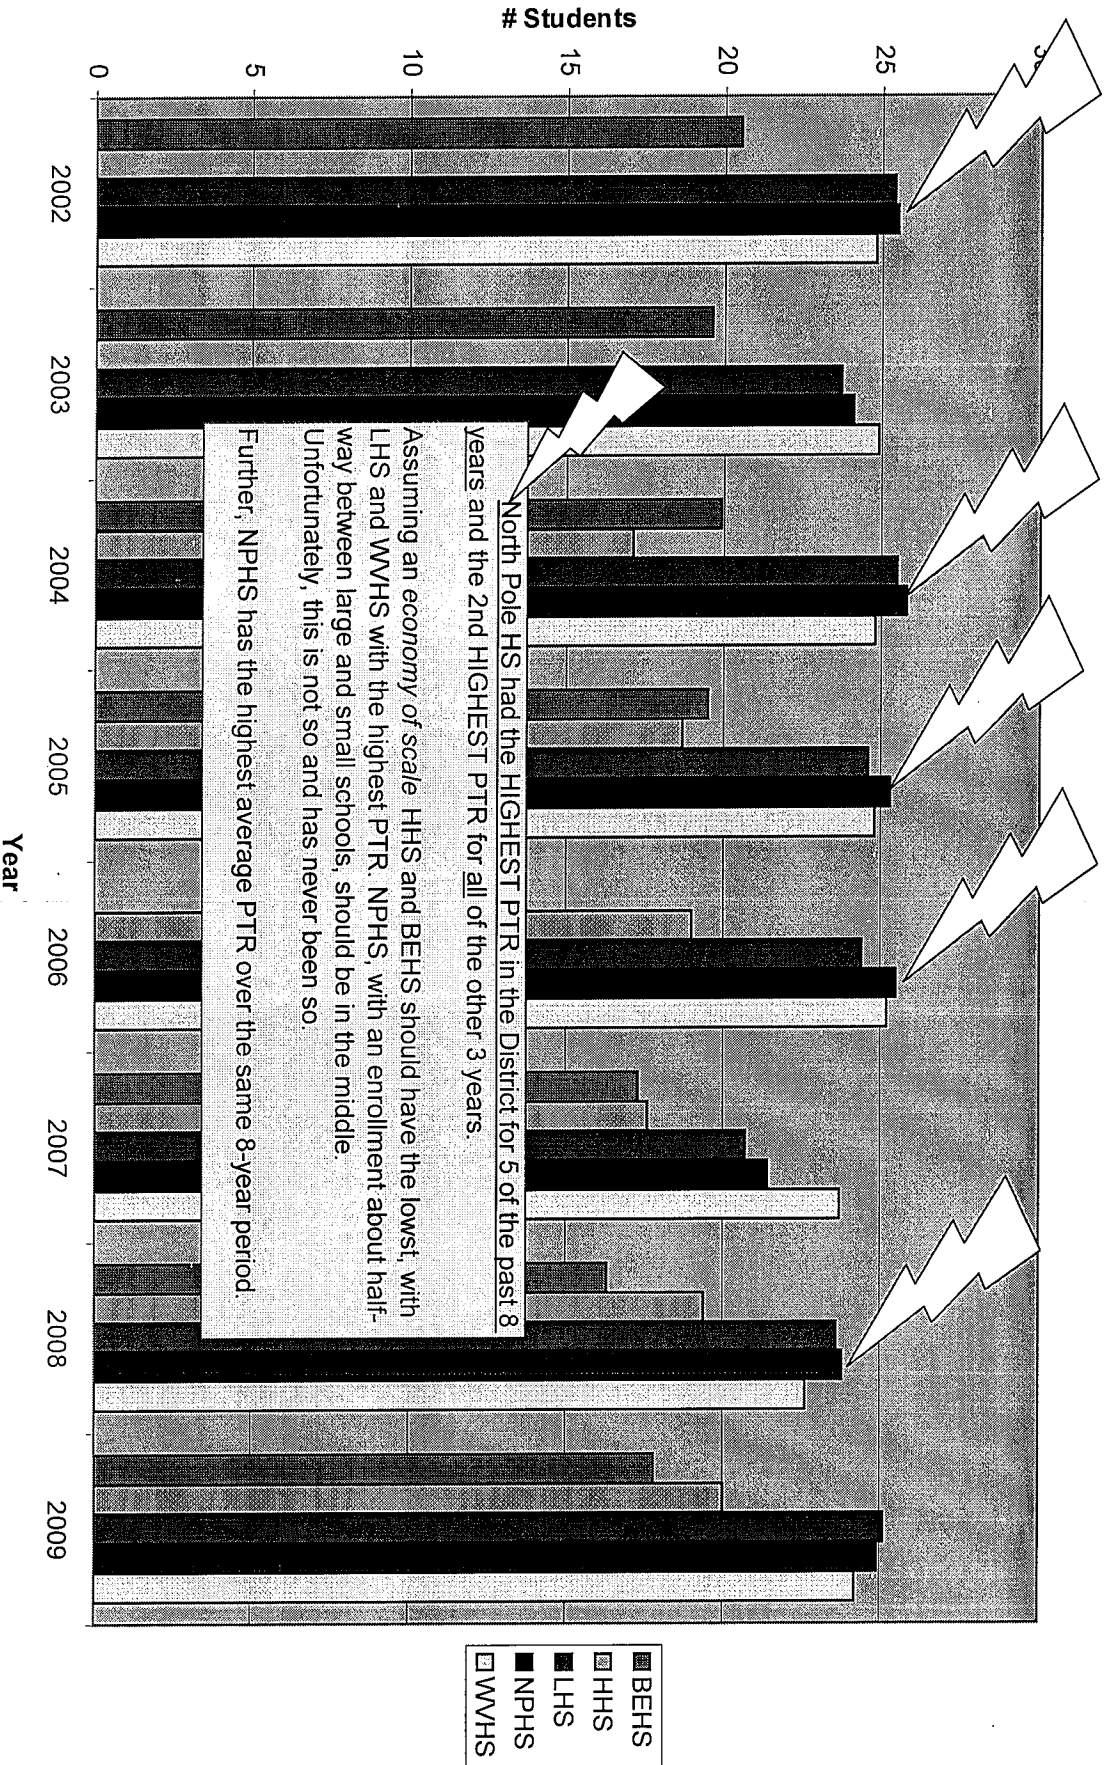 # Students
30
25
20
15
10
5
0
North Pole HS had the HIGHEST PTR in the District for 5 of the past 8
years and the 2nd HIGHEST PTR for all of the other 3 years.
Assuming an economy of scale HHS and BEHS should have the lowst, with
LHS and WVHS with the highest PTR. NPHS, with an enrollment about half-
way between large and small schools, should be in the middle.
Unfortunately, this is not so and has never been so.
Further, NPHS has the highest average PTR over the same 8-year period.
2002
2003
2004
2005
2006
2007
2008
2009
Year
BEHS
HHS
LHS
NPHS
WVHS